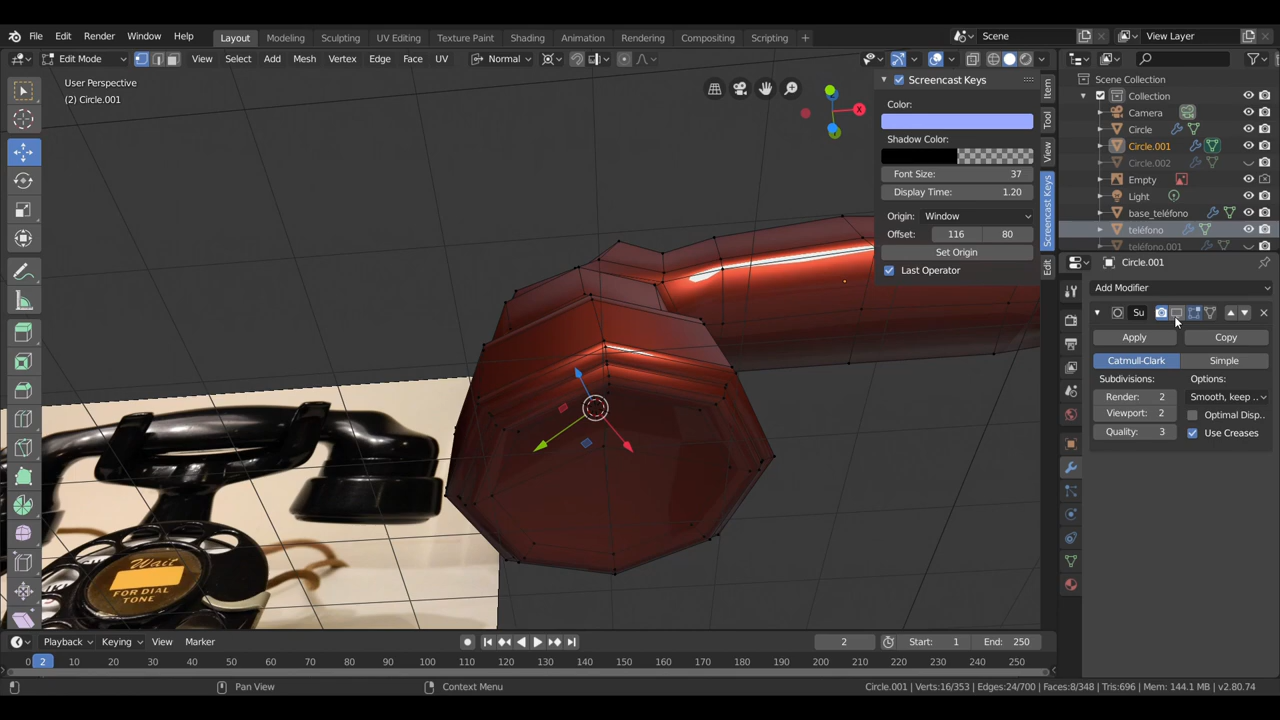 File Edit Render Window Help Layout Modeling Sculpting UV Editing Texture Paint Shading Animation Rendering Compositing Scripting + Scene View Layer
Edit Mode View Select Add Mesh Vertex Edge Face UV Normal
User Perspective
(2) Circle.001
X
Screencast Keys
Color:
Shadow Color:
Font Size: 37
Display Time: 1.20
Origin: Window
Offset: 116 80
Set Origin
Last Operator
Item
Tool
View
Screencast Keys
Edit
Scene Collection
Collection
Camera
Circle
Circle.001
Circle.002
Empty
Light
base_teléfono
teléfono
teléfono.001
Circle.001
Add Modifier
Su
Apply Copy
Catmull-Clark Simple
Subdivisions: Options:
Render: 2 Smooth, keep ..
Viewport: 2 Optimal Disp..
Quality: 3 Use Creases
Wait
FOR DIAL
TONE
Playback Keying View Marker 2 Start: 1 End: 250
0 2 10 20 30 40 50 60 70 80 90 100 110 120 130 140 150 160 170 180 190 200 210 220 230 240 250
Pan View Context Menu Circle.001 | Verts:16/353 | Edges:24/700 | Faces:8/348 | Tris:696 | Mem: 144.1 MB | v2.80.74